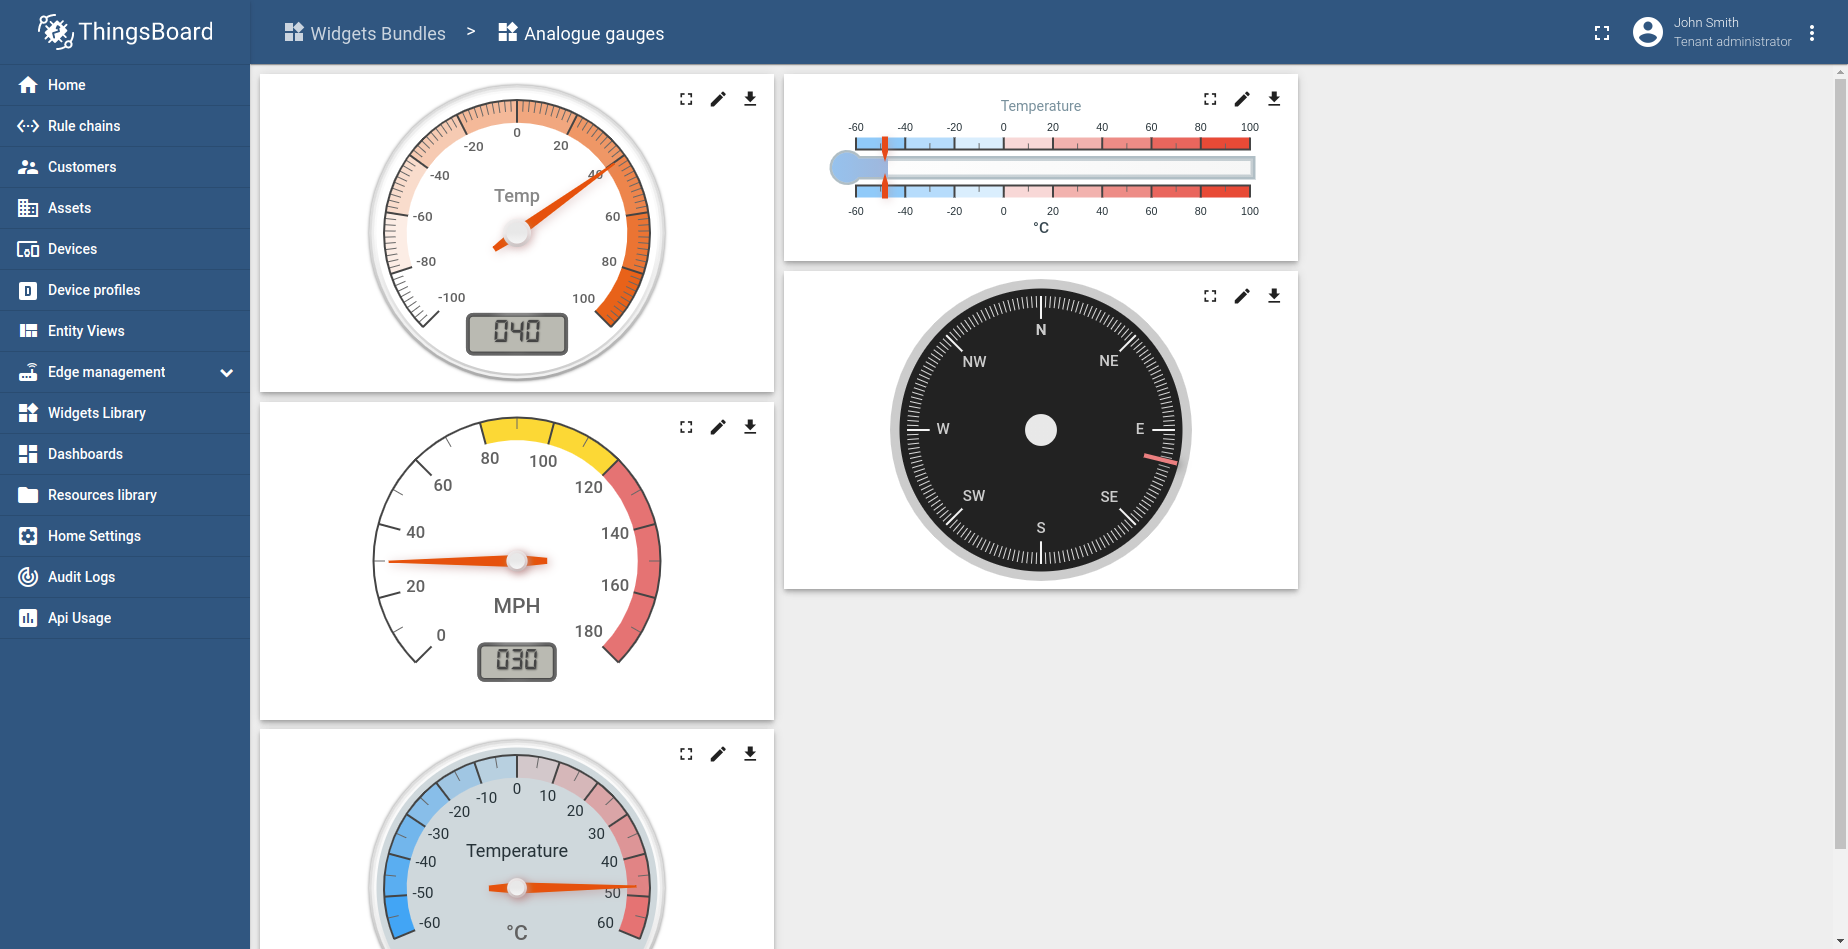 ThingsBoard
Widgets Bundles > Analogue gauges
John Smith
Tenant administrator
Home
Rule chains
Customers
Assets
Devices
Device profiles
Entity Views
Edge management
Widgets Library
Dashboards
Resources library
Home Settings
Audit Logs
Api Usage
0
-20 20
-40 40
Temp
-60 60
-80 80
-100 100
040
80 100
60 120
40 140
20 160
MPH
0 180
030
0
-10 10
-20 20
-30 30
Temperature
-40 40
-50 50
-60 60
°C
Temperature
-60 -40 -20 0 20 40 60 80 100
-60 -40 -20 0 20 40 60 80 100
°C
N
NW NE
W E
SW SE
S